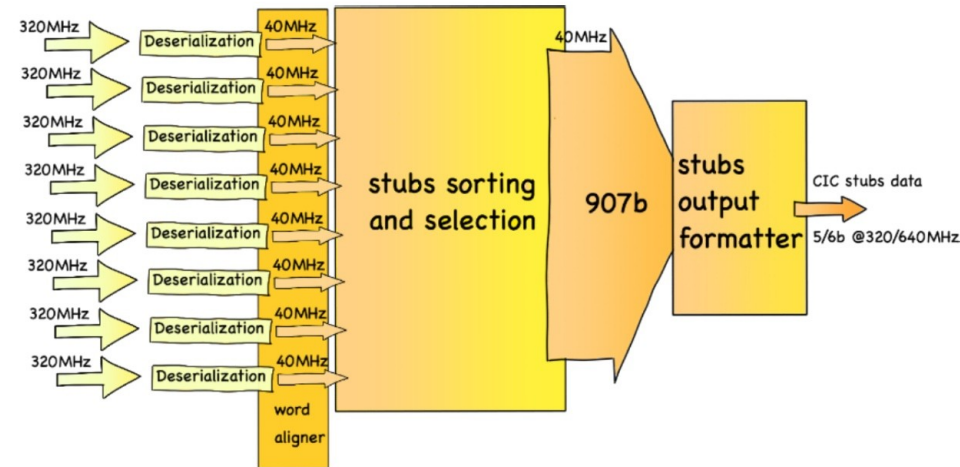 320MHz
Deserialization
40MHz
320MHz
Deserialization
40MHz
320MHz
Deserialization
40MHz
320MHz
Deserialization
40MHz
320MHz
Deserialization
40MHz
320MHz
Deserialization
40MHz
320MHz
Deserialization
40MHz
320MHz
Deserialization
40MHz
word
aligner
stubs sorting
and selection
40MHz
907b
stubs
output
formatter
CIC stubs data
5/6b @320/640MHz